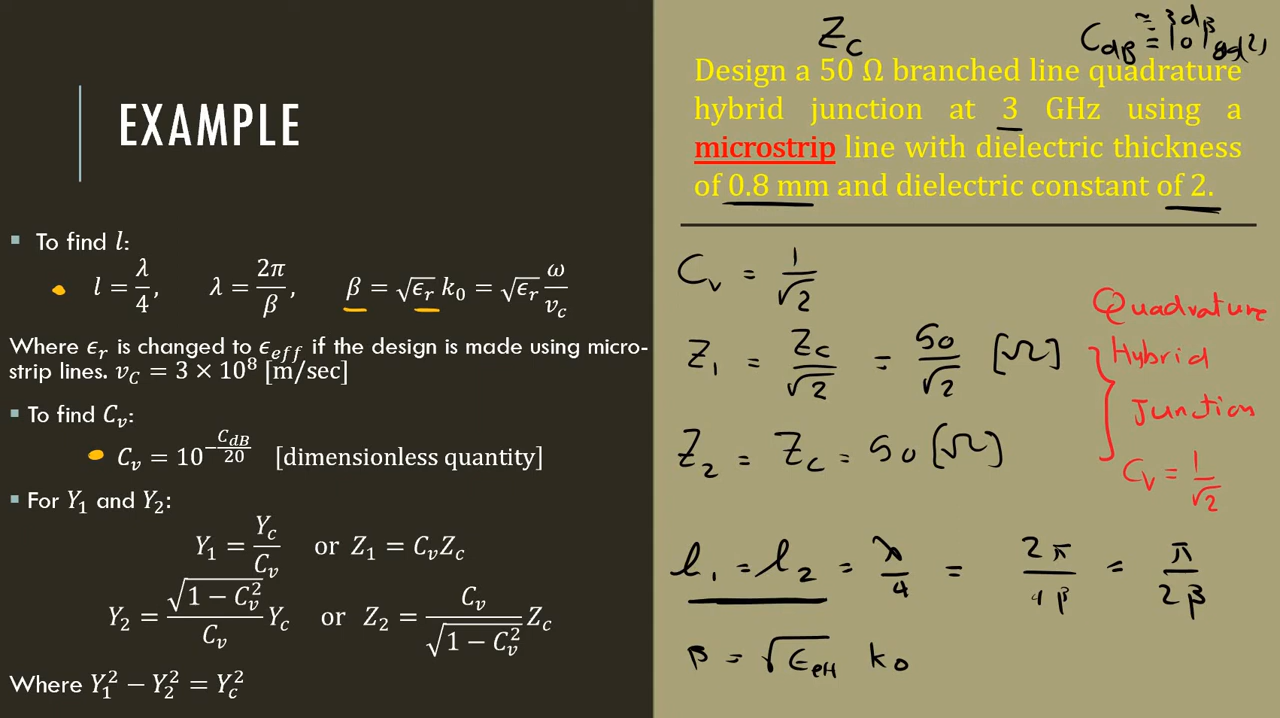 EXAMPLE
▪ To find l:
l = λ/4, λ = 2π/β, β = √ϵ_r k_0 = √ϵ_r ω/v_c
Where ϵ_r is changed to ϵ_eff if the design is made using micro-
strip lines. v_C = 3 × 10^8 [m/sec]
▪ To find C_v:
C_v = 10^(-C_dB/20) [dimensionless quantity]
▪ For Y_1 and Y_2:
Y_1 = Y_c/C_v or Z_1 = C_v Z_c
Y_2 = √(1 − C_v^2)/C_v Y_c or Z_2 = C_v/√(1 − C_v^2) Z_c
Where Y_1^2 − Y_2^2 = Y_c^2
Z_c
C_dB ≅ 3dB
Design a 50 Ω branched line quadrature
hybrid junction at 3 GHz using a
microstrip line with dielectric thickness
of 0.8 mm and dielectric constant of 2.
C_v = 1/√2
Z_1 = Z_c/√2 = 50/√2 [Ω]
Z_2 = Z_c = 50 [Ω]
Quadrature
Hybrid
Junction
C_v = 1/√2
l_1 = l_2 = λ/4 = 2π/4β = π/2β
β = √ϵ_eff k_0